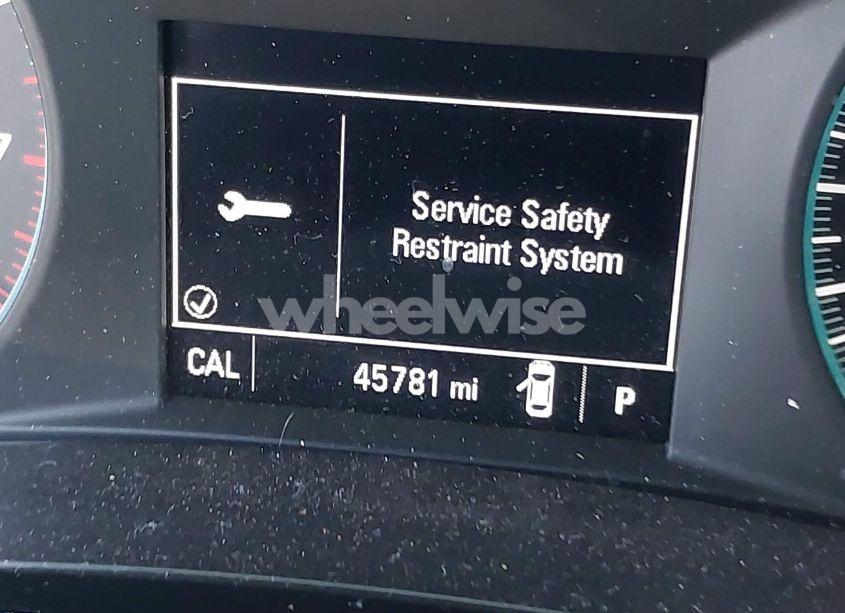 Service Safety
Restraint System
wheelwise
CAL 45781 mi P